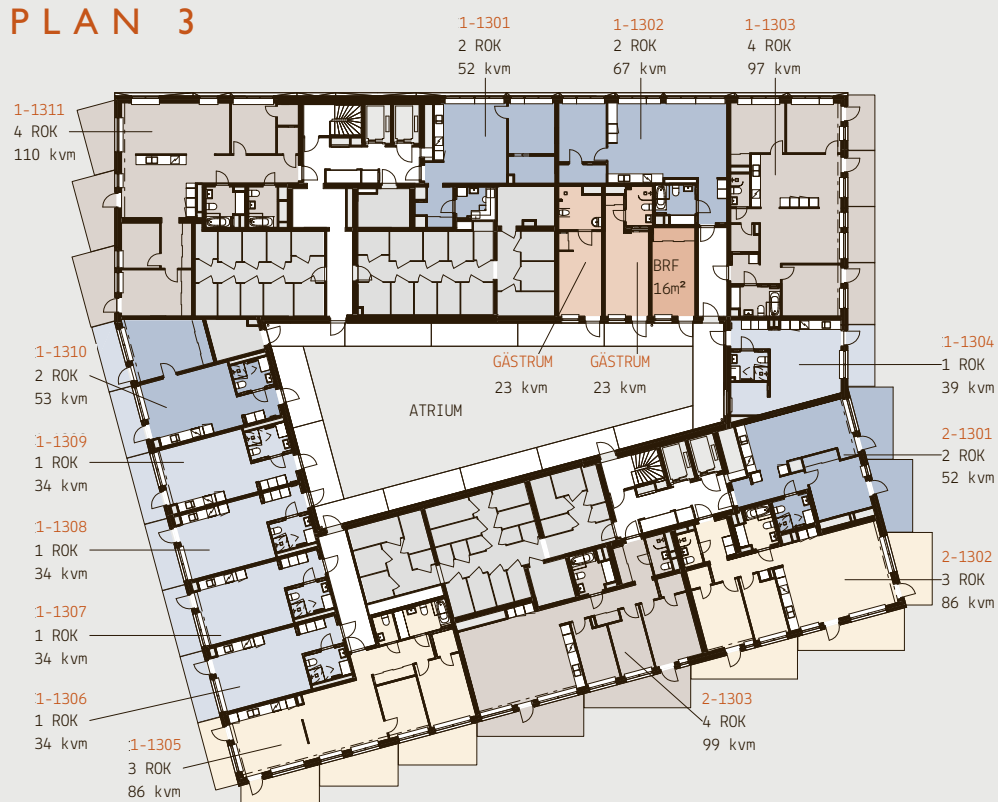 PLAN 3
1-1301
2 ROK
52 kvm
1-1302
2 ROK
67 kvm
1-1303
4 ROK
97 kvm
1-1311
4 ROK
110 kvm
BRF
16m²
GÄSTRUM
23 kvm
GÄSTRUM
23 kvm
ATRIUM
1-1310
2 ROK
53 kvm
1-1304
1 ROK
39 kvm
1-1309
1 ROK
34 kvm
2-1301
2 ROK
52 kvm
1-1308
1 ROK
34 kvm
2-1302
3 ROK
86 kvm
1-1307
1 ROK
34 kvm
1-1306
1 ROK
34 kvm
2-1303
4 ROK
99 kvm
1-1305
3 ROK
86 kvm